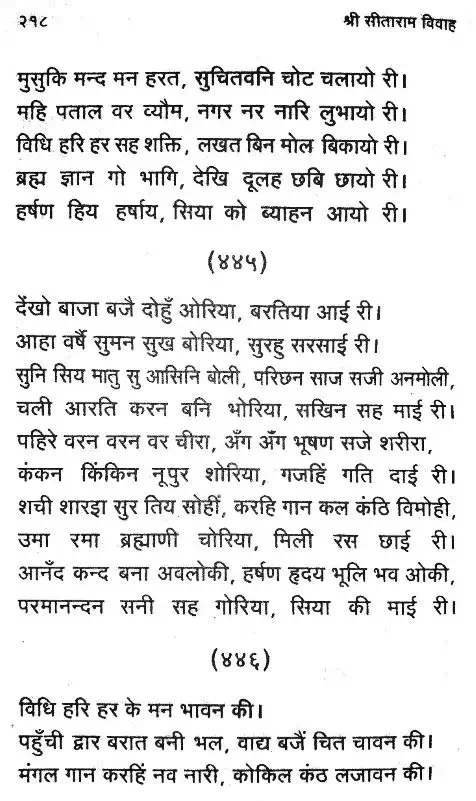 २१८ श्री सीताराम विवाह
मुसुकि मन्द मन हरत, सुचितवनि चोट चलायो री।
महि पताल वर व्यौम, नगर नर नारि लुभायो री।
विधि हरि हर सह शक्ति, लखत बिन मोल बिकायो री।
ब्रह्म ज्ञान गो भागि, देखि दूलह छबि छायो री।
हर्षण हिय हर्षाय, सिया को ब्याहन आयो री।
(४४५)
देंखो बाजा बजै दोहुँ ओरिया, बरतिया आई री।
आहा वर्षै सुमन सुख बोरिया, सुरहु सरसाई री।
सुनि सिय मातु सु आसिनि बोली, परिछन साज सजी अनमोली,
चली आरति करन बनि भोरिया, सखिन सह माई री।
पहिरे वरन वरन वर चीरा, अँग अँग भूषण सजे शरीरा,
कंकन किंकिन नूपुर शोरिया, गजहिं गति दाई री।
शची शारद्रा सुर तिय सोहीं, करहि गान कल कंठि विमोही,
उमा रमा ब्रह्माणी चोरिया, मिली रस छाई री।
आनँद कन्द बना अवलोकी, हर्षण हृदय भूलि भव ओकी,
परमानन्दन सनी सह गोरिया, सिया की माई री।
(४४६)
विधि हरि हर के मन भावन की।
पहुँची द्वार बरात बनी भल, वाद्य बजैं चित चावन की।
मंगल गान करहिं नव नारी, कोकिल कंठ लजावन की।